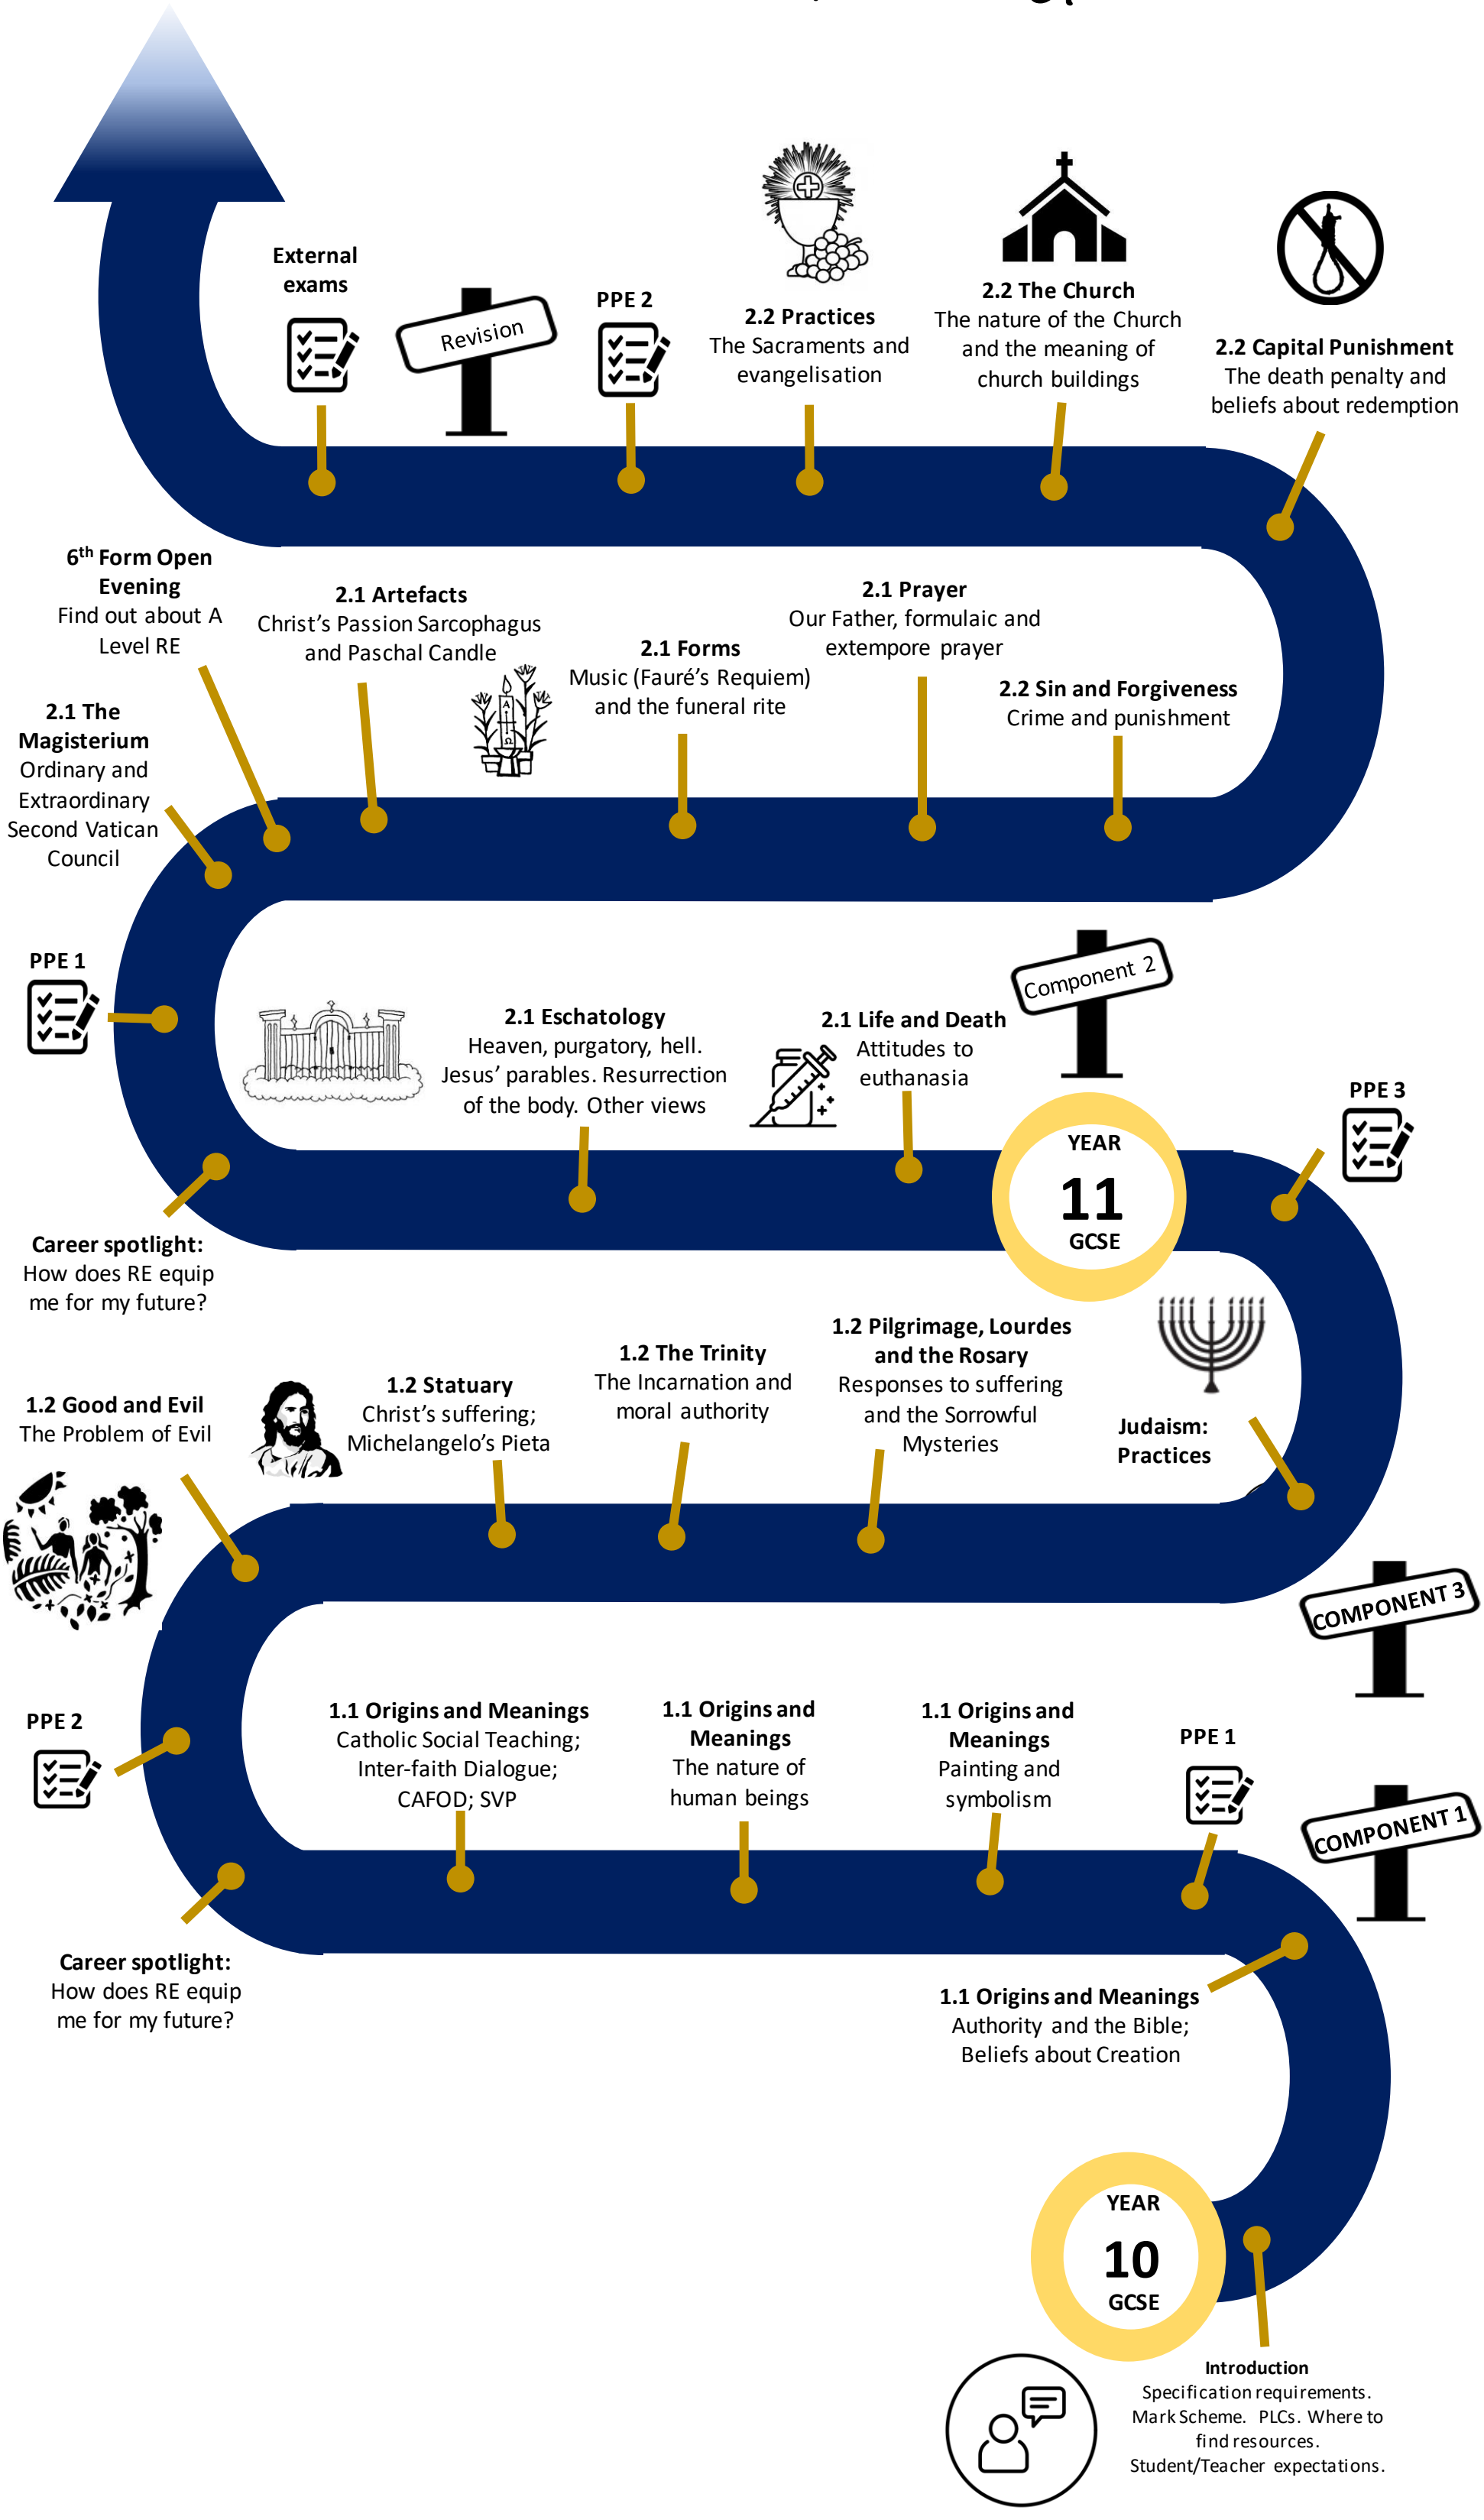 External
exams
Revision
PPE 2
2.2 Practices
The Sacraments and
evangelisation
2.2 The Church
The nature of the Church
and the meaning of
church buildings
2.2 Capital Punishment
The death penalty and
beliefs about redemption
6th Form Open
Evening
Find out about A
Level RE
2.1 The
Magisterium
Ordinary and
Extraordinary
Second Vatican
Council
2.1 Artefacts
Christ's Passion Sarcophagus
and Paschal Candle
Α
Ω
2.1 Forms
Music (Fauré's Requiem)
and the funeral rite
2.1 Prayer
Our Father, formulaic and
extempore prayer
2.2 Sin and Forgiveness
Crime and punishment
PPE 1
2.1 Eschatology
Heaven, purgatory, hell.
Jesus' parables. Resurrection
of the body. Other views
2.1 Life and Death
Attitudes to
euthanasia
Component 2
YEAR
11
GCSE
PPE 3
Career spotlight:
How does RE equip
me for my future?
1.2 Good and Evil
The Problem of Evil
1.2 Statuary
Christ's suffering;
Michelangelo's Pieta
1.2 The Trinity
The Incarnation and
moral authority
1.2 Pilgrimage, Lourdes
and the Rosary
Responses to suffering
and the Sorrowful
Mysteries
Judaism:
Practices
COMPONENT 3
PPE 2
1.1 Origins and Meanings
Catholic Social Teaching;
Inter-faith Dialogue;
CAFOD; SVP
1.1 Origins and
Meanings
The nature of
human beings
1.1 Origins and
Meanings
Painting and
symbolism
PPE 1
COMPONENT 1
Career spotlight:
How does RE equip
me for my future?
1.1 Origins and Meanings
Authority and the Bible;
Beliefs about Creation
YEAR
10
GCSE
Introduction
Specification requirements.
Mark Scheme. PLCs. Where to
find resources.
Student/Teacher expectations.